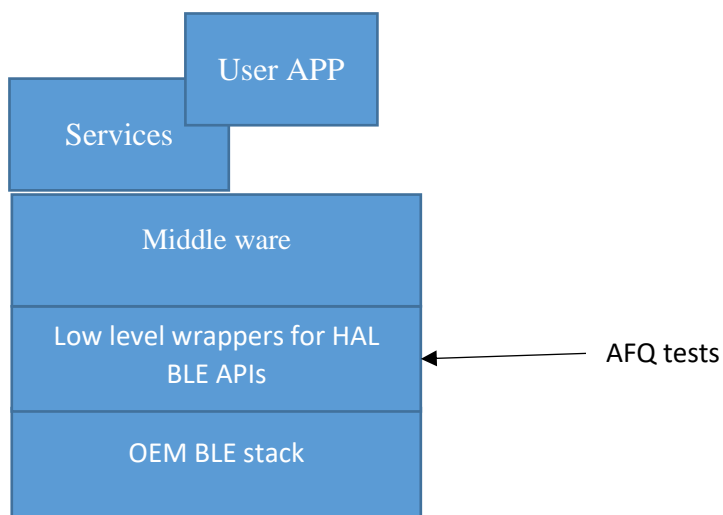 User APP
Services
Middle ware
Low level wrappers for HAL
BLE APIs
AFQ tests
OEM BLE stack